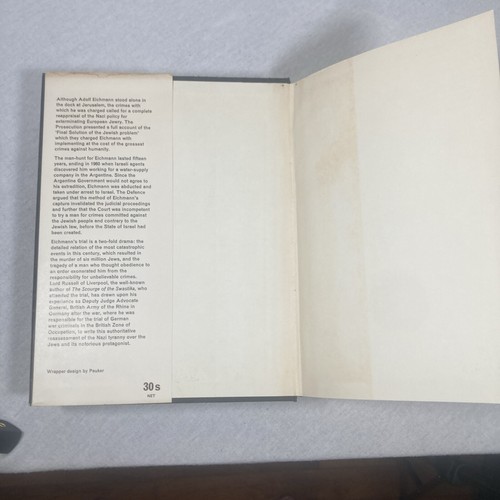 Although Adolf Eichmann stood alone in
the dock at Jerusalem, the crimes with
which he was charged called for a complete
reappraisal of the Nazi policy for
exterminating European Jewry. The
Prosecution presented a full account of the
'Final Solution of the Jewish problem'
which they charged Eichmann with
implementing at the cost of the grossest
crimes against humanity.
The man-hunt for Eichmann lasted fifteen
years, ending in 1960 when Israeli agents
discovered him working for a water-supply
company in the Argentine. Since the
Argentine Government would not agree to
his extradition, Eichmann was abducted and
taken under arrest to Israel. The Defence
argued that the method of Eichmann's
capture invalidated the judicial proceedings
and further that the Court was incompetent
to try a man for crimes committed against
the Jewish people and contrary to the
Jewish law, before the State of Israel had
been created.
Eichmann's trial is a two-fold drama: the
detailed relation of the most catastrophic
events in this century, which resulted in
the murder of six million Jews, and the
tragedy of a man who thought obedience to
an order exonerated him from the
responsibility for unbelievable crimes.
Lord Russell of Liverpool, the well-known
author of The Scourge of the Swastika, who
attended the trial, has drawn upon his
experience as Deputy Judge Advocate
General, British Army of the Rhine in
Germany after the war, where he was
responsible for the trial of German
war criminals in the British Zone of
Occupation, to write this authoritative
reassessment of the Nazi tyranny over the
Jews and its notorious protagonist.
Wrapper design by Peuker
30s
NET